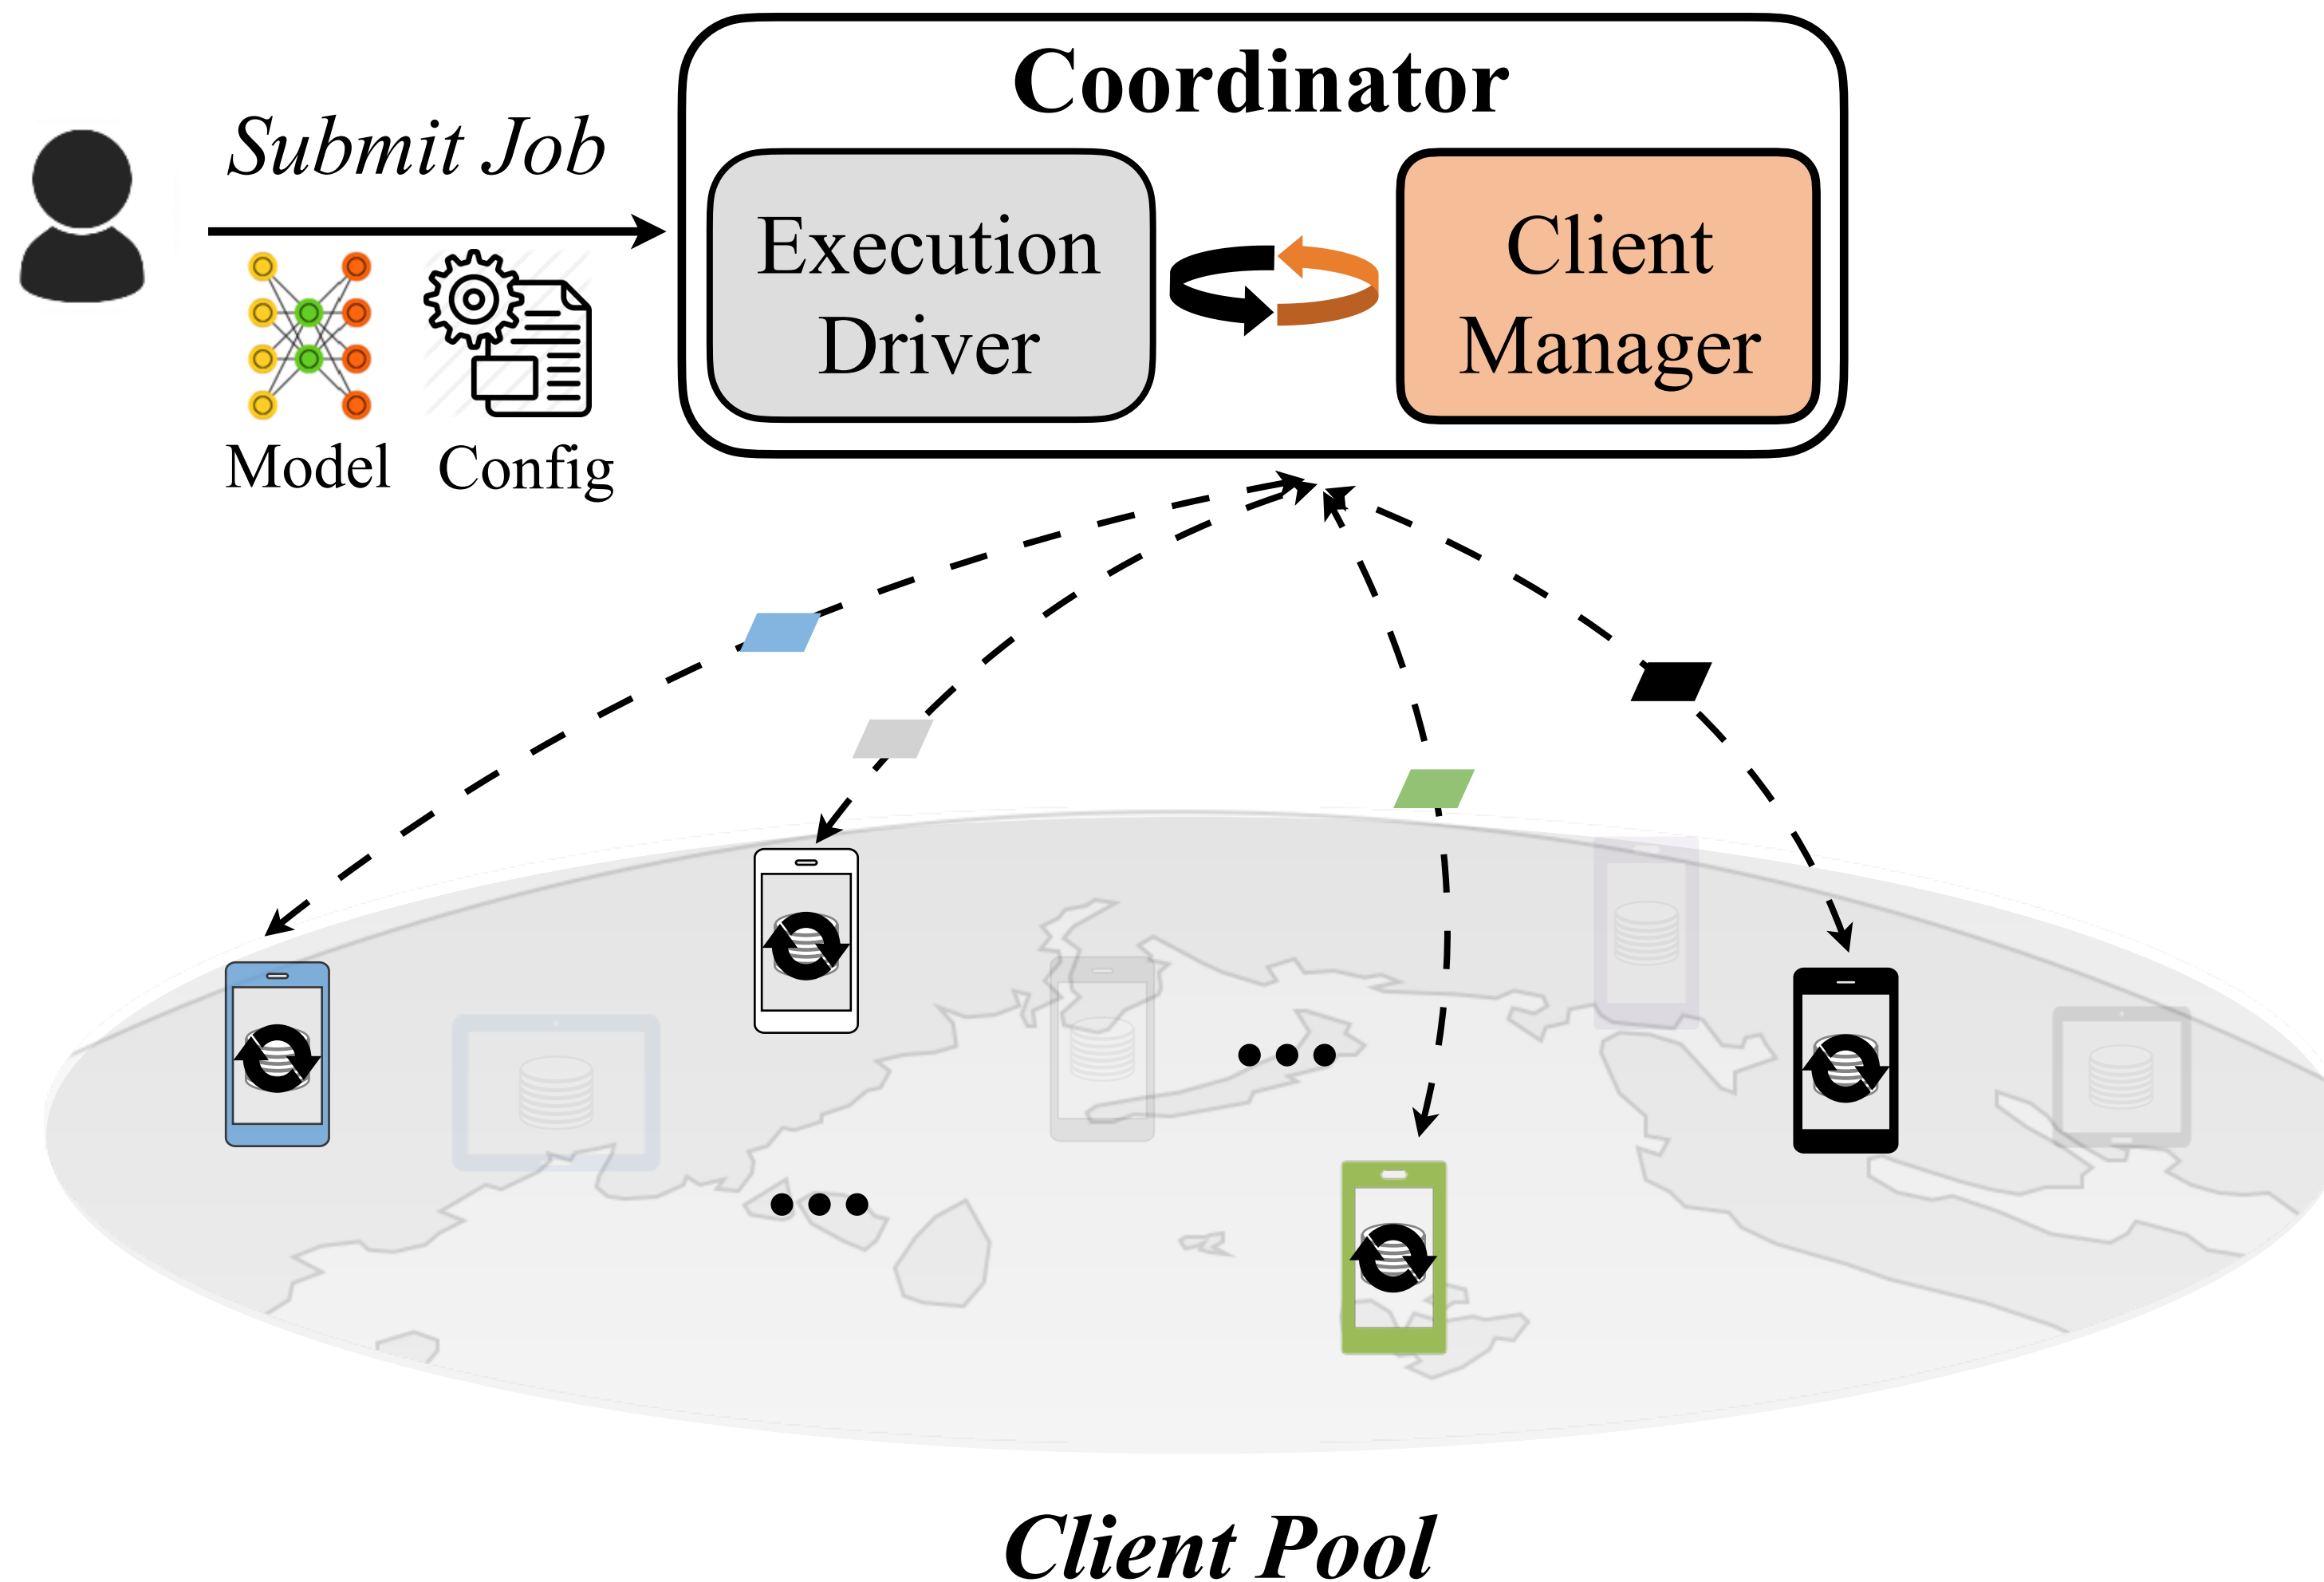 Coordinator
Submit Job
Execution
Driver
Client
Manager
Model
Config
Client Pool